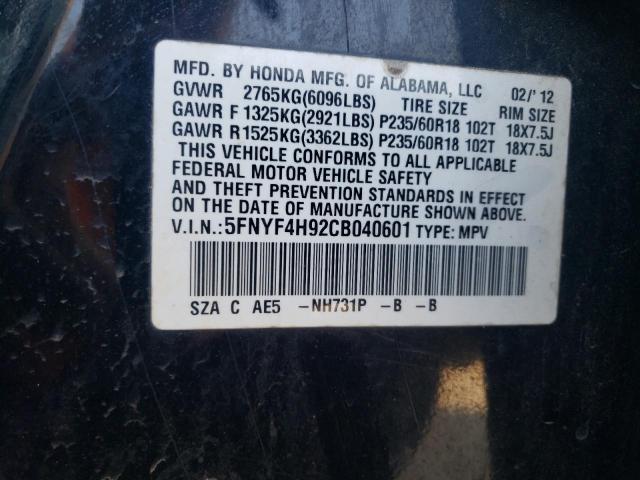 MFD. BY HONDA MFG. OF ALABAMA, LLC 02/' 12
GVWR 2765KG(6096LBS) TIRE SIZE RIM SIZE
GAWR F 1325KG(2921LBS) P235/60R18 102T 18X7.5J
GAWR R1525KG(3362LBS) P235/60R18 102T 18X7.5J
THIS VEHICLE CONFORMS TO ALL APPLICABLE
FEDERAL MOTOR VEHICLE SAFETY
AND THEFT PREVENTION STANDARDS IN EFFECT
ON THE DATE OF MANUFACTURE SHOWN ABOVE.
V.I.N.:5FNYF4H92CB040601 TYPE: MPV
SZA C AE5 -NH731P -B -B